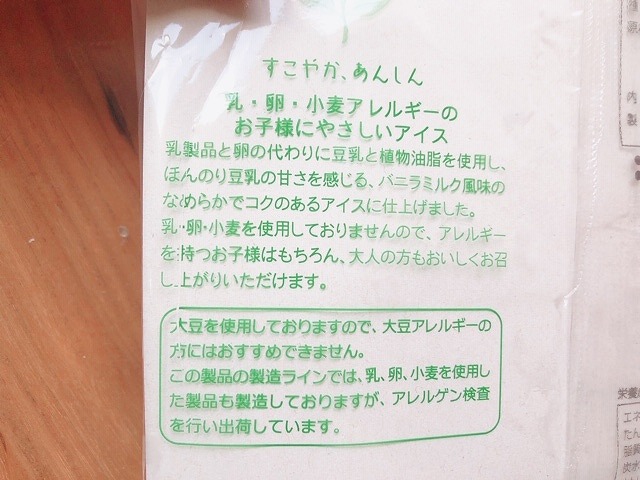 すこやか、あんしん
乳・卵・小麦アレルギーの
お子様にやさしいアイス
乳製品と卵の代わりに豆乳と植物油脂を使用し、
ほんのり豆乳の甘さを感じる、バニラミルク風味の
なめらかでコクのあるアイスに仕上げました。
乳・卵・小麦を使用しておりませんので、アレルギー
を持つお子様はもちろん、大人の方もおいしくお召
し上がりいただけます。
大豆を使用しておりますので、大豆アレルギーの
方にはおすすめできません。
この製品の製造ラインでは、乳、卵、小麦を使用し
た製品も製造しておりますが、アレルゲン検査
を行い出荷しています。
内
製
栄養
エネ
たん
脂質
炭水